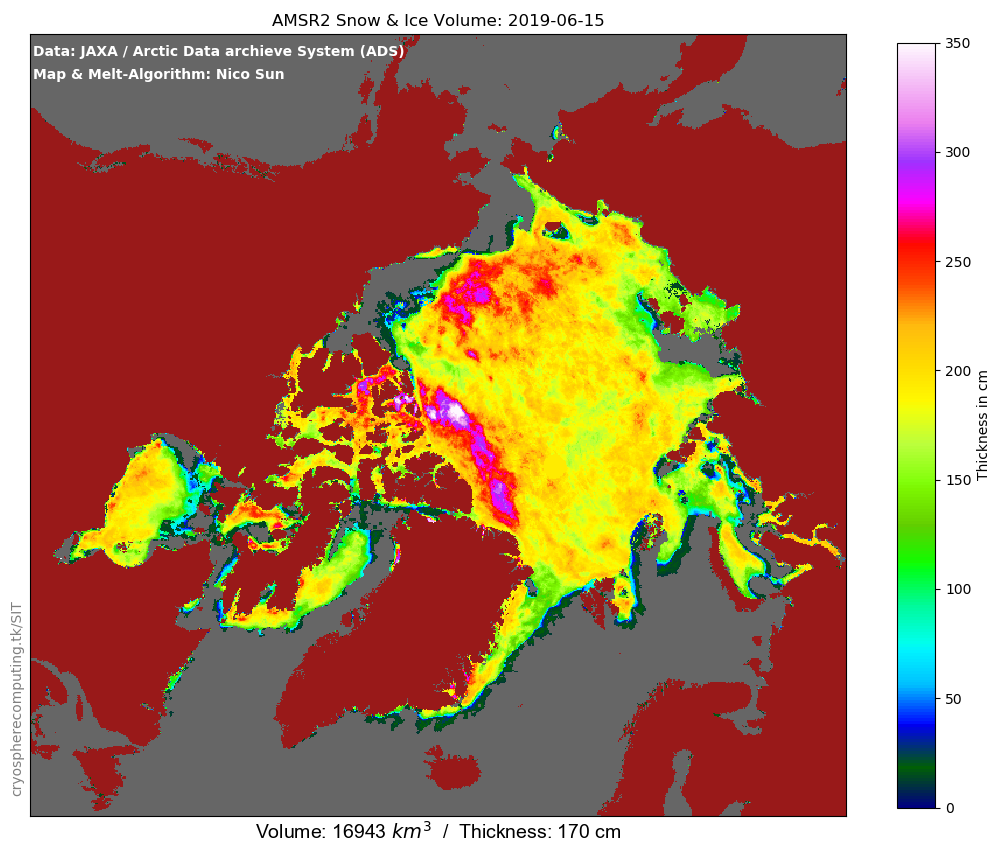 AMSR2 Snow & Ice Volume: 2019-06-15
Data: JAXA / Arctic Data archieve System (ADS)
Map & Melt-Algorithm: Nico Sun
350
300
250
200
150
100
50
0
Thickness in cm
cryospherecomputing.tk/SIT
Volume: 16943 km³ / Thickness: 170 cm